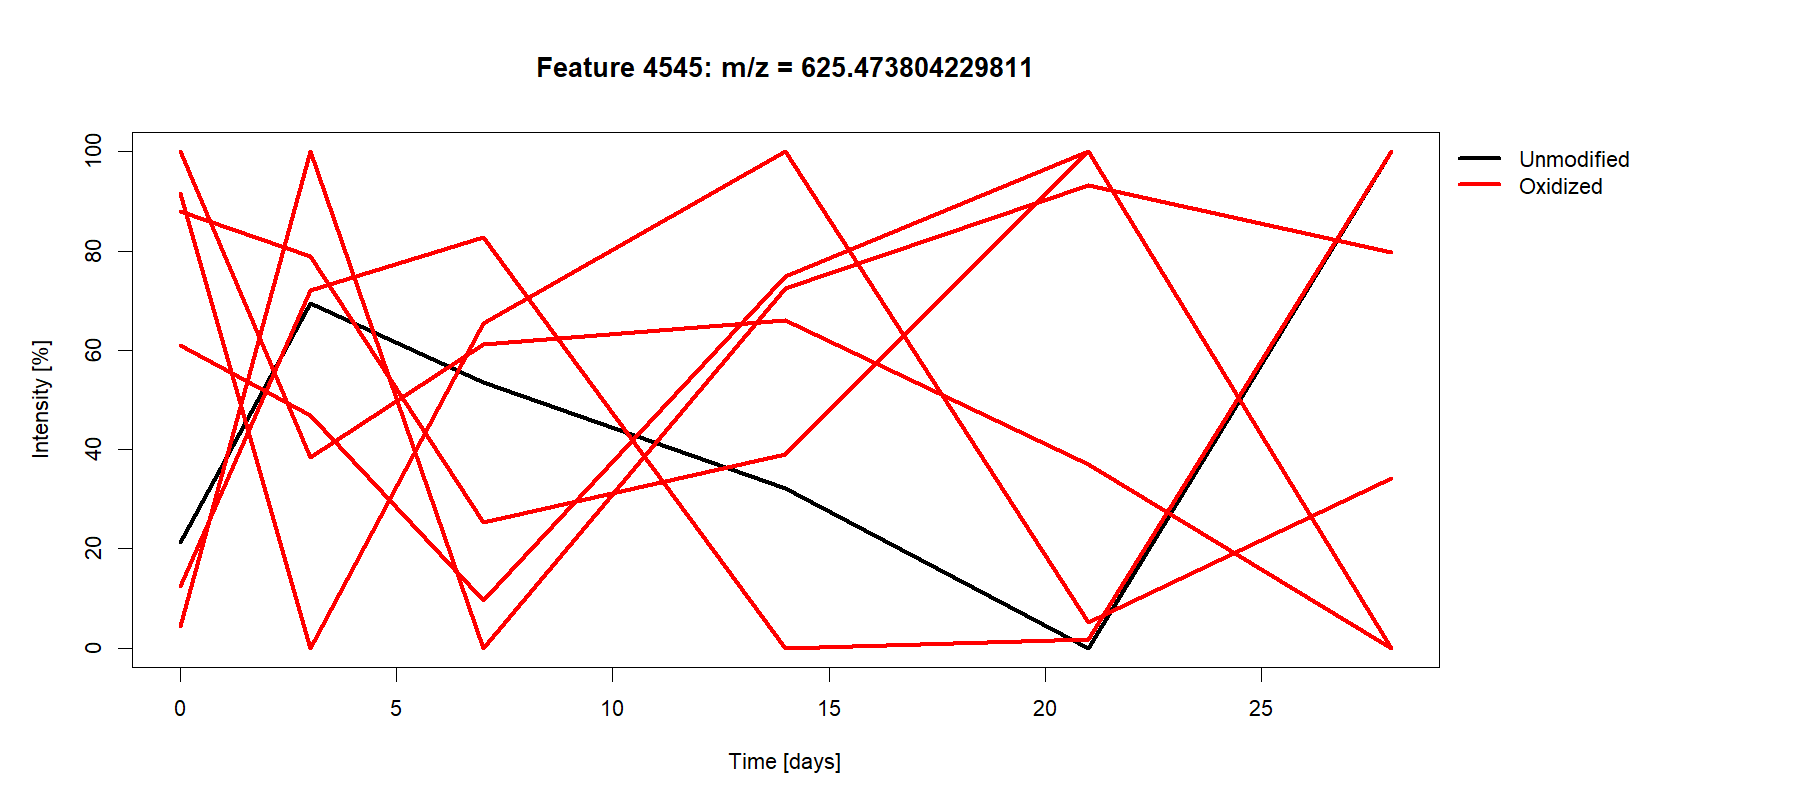 Feature 4545: m/z = 625.473804229811
Unmodified
Oxidized
Intensity [%]
100
80
60
40
20
0
0 5 10 15 20 25
Time [days]